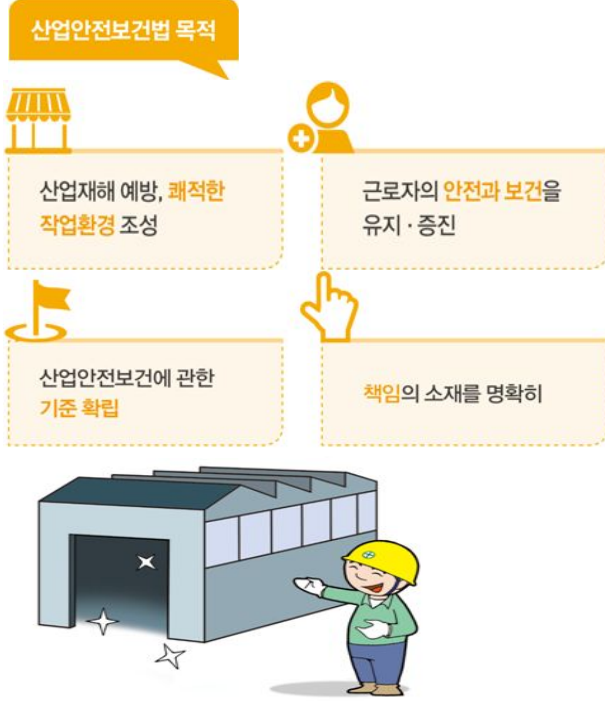 산업안전보건법 목적
산업재해 예방, 쾌적한
작업환경 조성
근로자의 안전과 보건을
유지 · 증진
산업안전보건에 관한
기준 확립
책임의 소재를 명확히